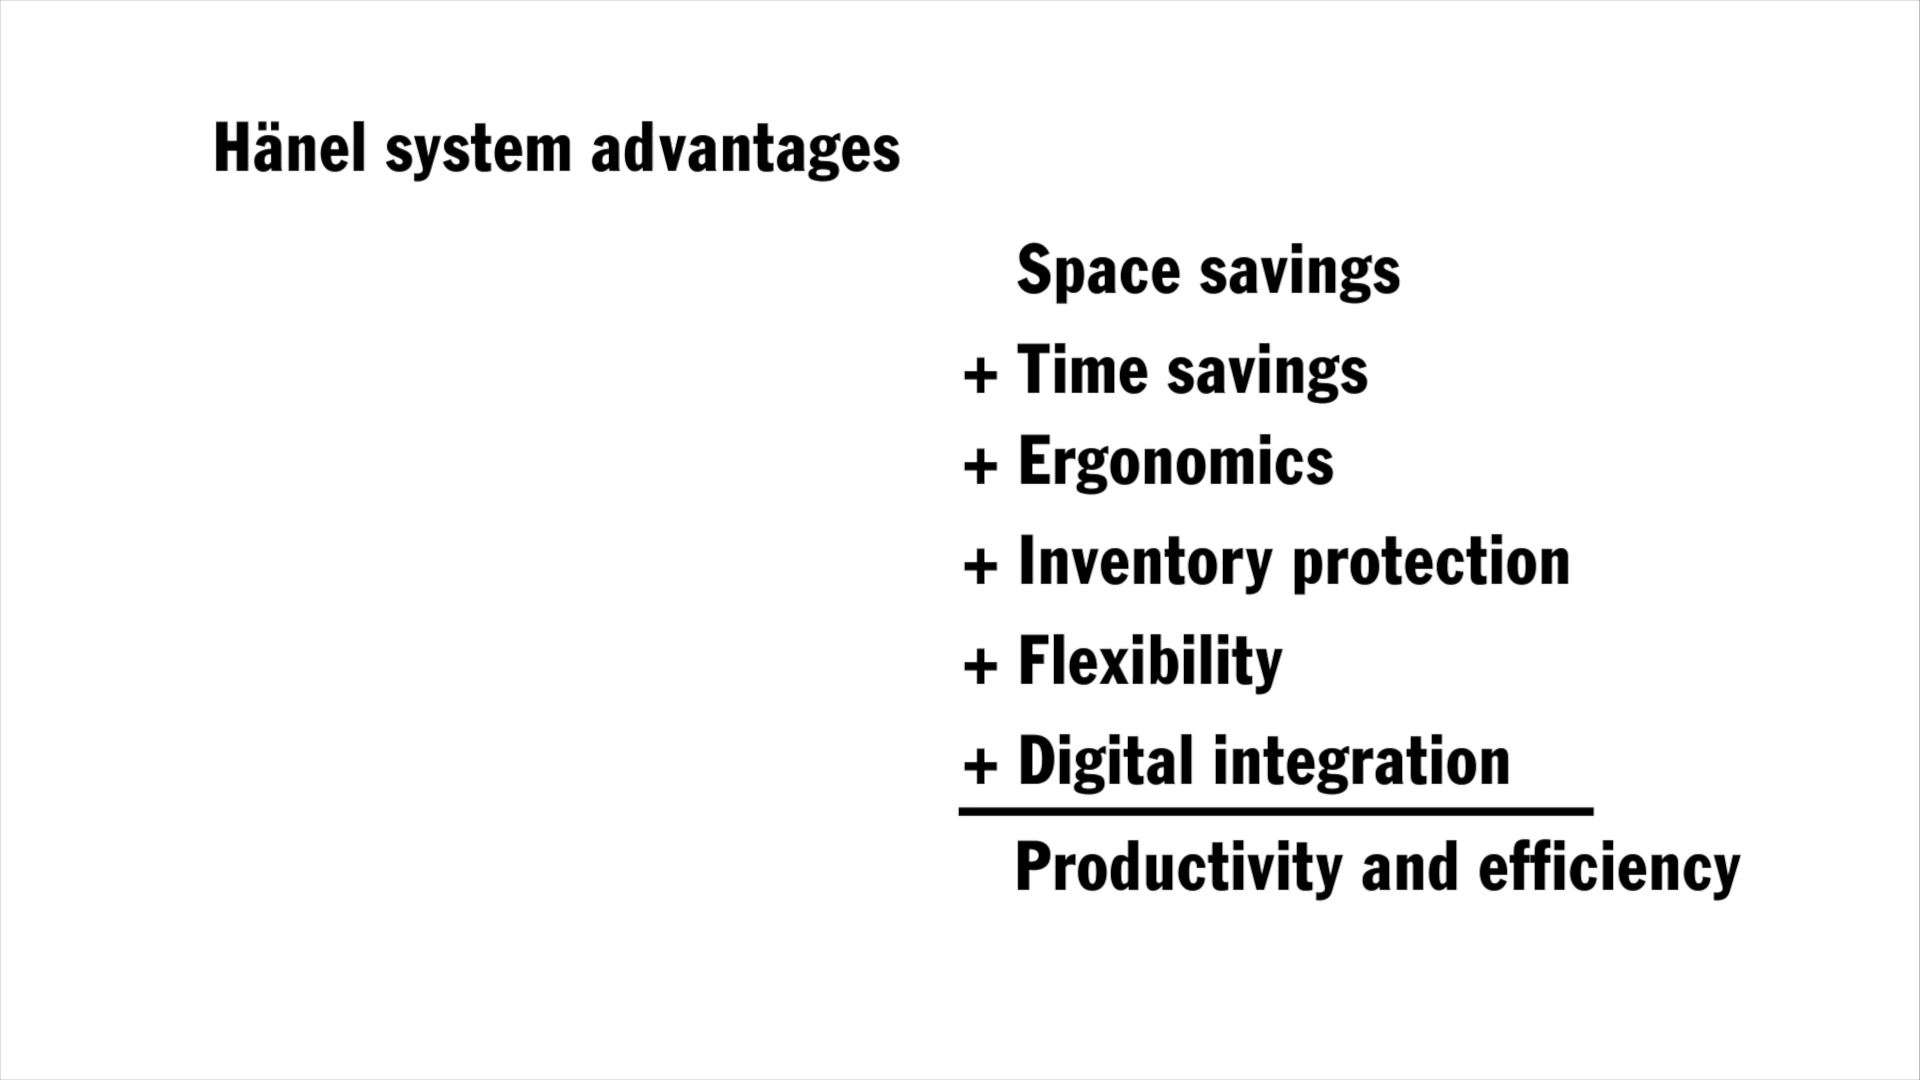 Hänel system advantages
Space savings
+ Time savings
+ Ergonomics
+ Inventory protection
+ Flexibility
+ Digital integration
Productivity and efficiency